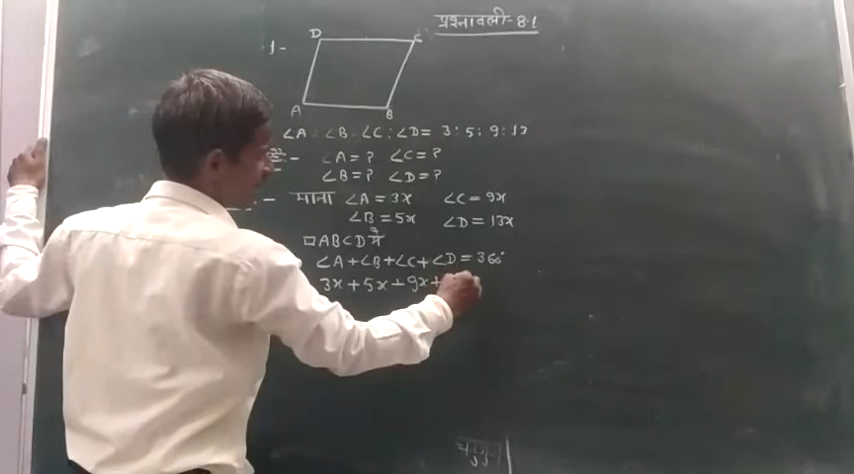 प्रश्नावली-8.1
1-
D C
A B
∠A : ∠B : ∠C : ∠D = 3 : 5 : 9 : 13
- ∠A = ? ∠C = ?
∠B = ? ∠D = ?
:- माना ∠A = 3x ∠C = 9x
∠B = 5x ∠D = 13x
□ABCD में
∠A + ∠B + ∠C + ∠D = 360°
3x + 5x + 9x +